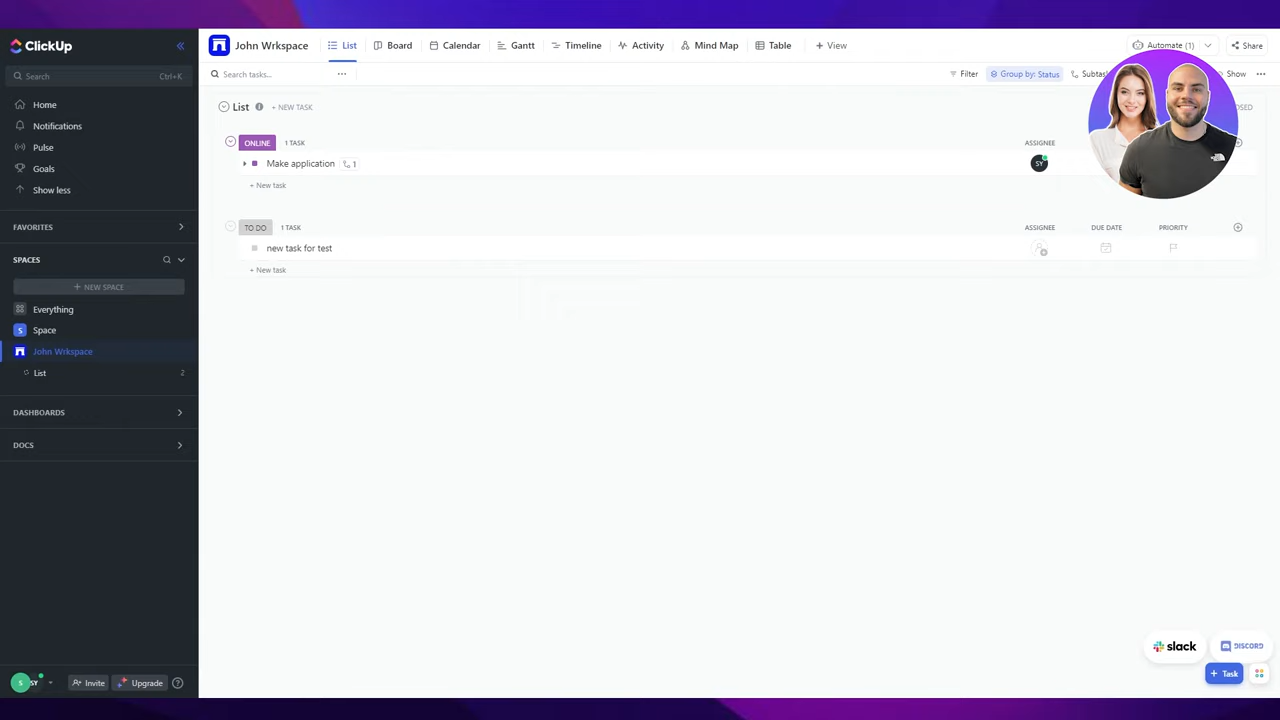 ClickUp
Search Ctrl+K
Home
Notifications
Pulse
Goals
Show less
FAVORITES
SPACES
+ NEW SPACE
Everything
S Space
John Wrkspace
List 2
DASHBOARDS
DOCS
S SY
Invite
Upgrade
John Wrkspace
List
Board
Calendar
Gantt
Timeline
Activity
Mind Map
Table
+ View
Automate (1)
Share
Search tasks...
Filter
Group by: Status
Show
List + NEW TASK
ONLINE 1 TASK ASSIGNEE
Make application 1 SY
+ New task
TO DO 1 TASK ASSIGNEE DUE DATE PRIORITY
new task for test
+ New task
slack
DISCORD
+ Task